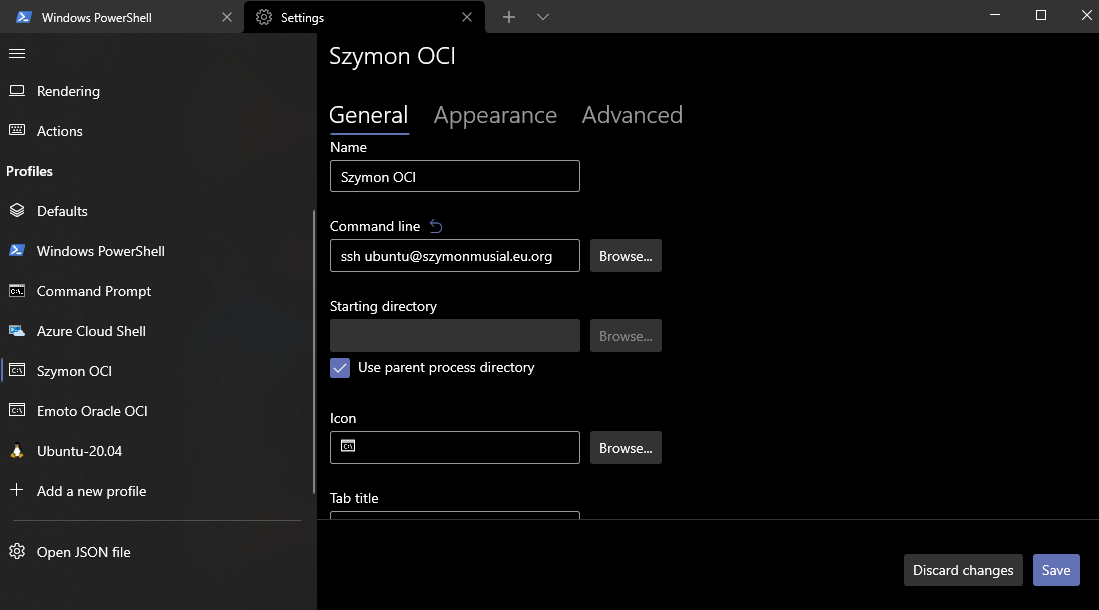 Windows PowerShell
Settings
Rendering
Actions
Profiles
Defaults
Windows PowerShell
Command Prompt
Azure Cloud Shell
Szymon OCI
Emoto Oracle OCI
Ubuntu-20.04
Add a new profile
Open JSON file
Szymon OCI
General Appearance Advanced
Name
Szymon OCI
Command line
ssh ubuntu@szymonmusial.eu.org Browse...
Starting directory
Browse...
Use parent process directory
Icon
Browse...
Tab title
Discard changes Save